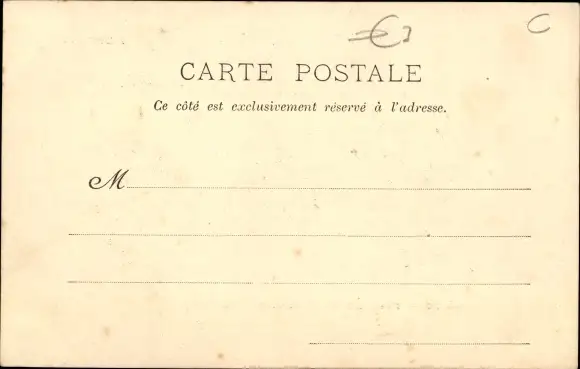 C
CARTE POSTALE
Ce côté est exclusivement réservé à l'adresse.
M